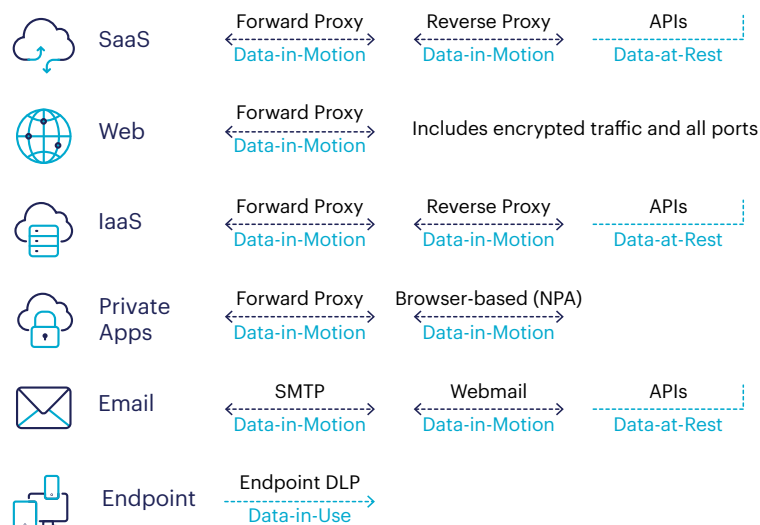 SaaS
Forward Proxy
Data-in-Motion
Reverse Proxy
Data-in-Motion
APIs
Data-at-Rest
Web
Forward Proxy
Data-in-Motion
Includes encrypted traffic and all ports
IaaS
Forward Proxy
Data-in-Motion
Reverse Proxy
Data-in-Motion
APIs
Data-at-Rest
Private
Apps
Forward Proxy
Data-in-Motion
Browser-based (NPA)
Data-in-Motion
Email
SMTP
Data-in-Motion
Webmail
Data-in-Motion
APIs
Data-at-Rest
Endpoint
Endpoint DLP
Data-in-Use